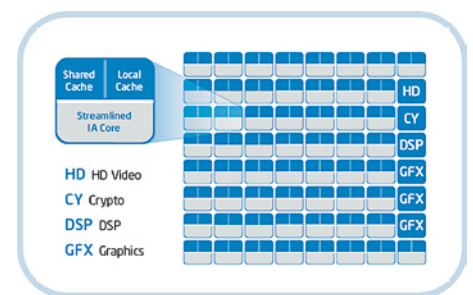 Shared Cache
Local Cache
Streamlined
IA Core
HD HD Video
CY Crypto
DSP DSP
GFX Graphics
HD
CY
DSP
GFX
GFX
GFX